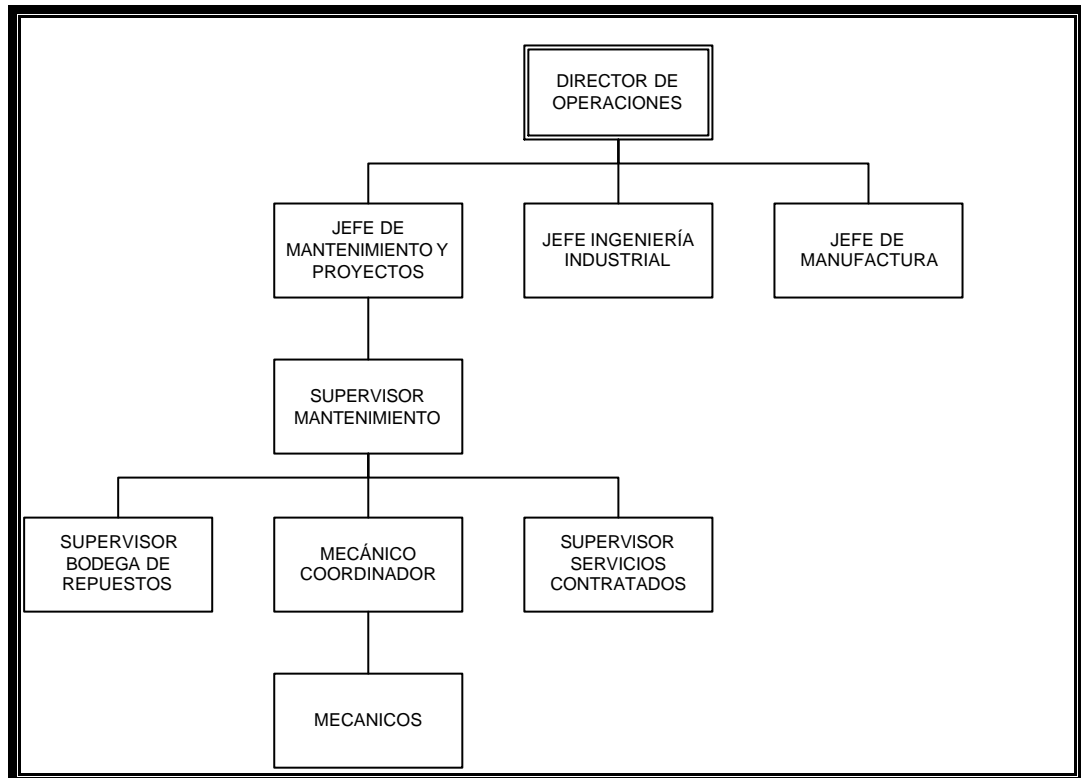 DIRECTOR DE
OPERACIONES
JEFE DE
MANTENIMIENTO Y
PROYECTOS
JEFE INGENIERÍA
INDUSTRIAL
JEFE DE
MANUFACTURA
SUPERVISOR
MANTENIMIENTO
SUPERVISOR
BODEGA DE
REPUESTOS
MECÁNICO
COORDINADOR
SUPERVISOR
SERVICIOS
CONTRATADOS
MECANICOS